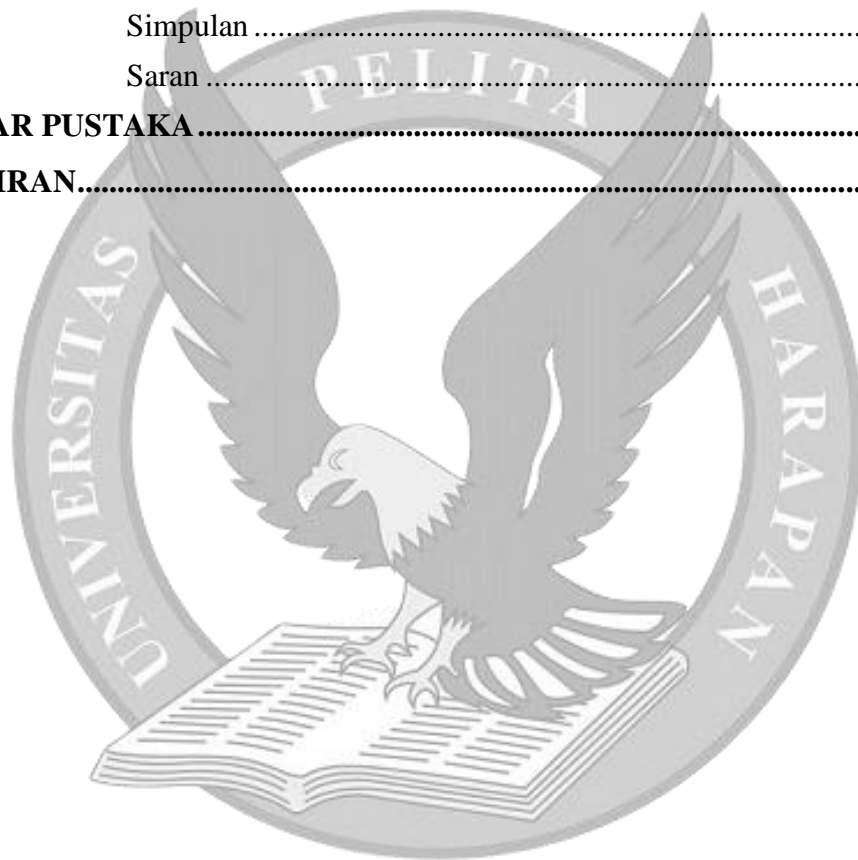 Simpulan ............................................................................
Saran ..................................................................................
AR PUSTAKA ...................................................................................
IRAN..................................................................................................
UNIVERSITAS PELITA HARAPAN